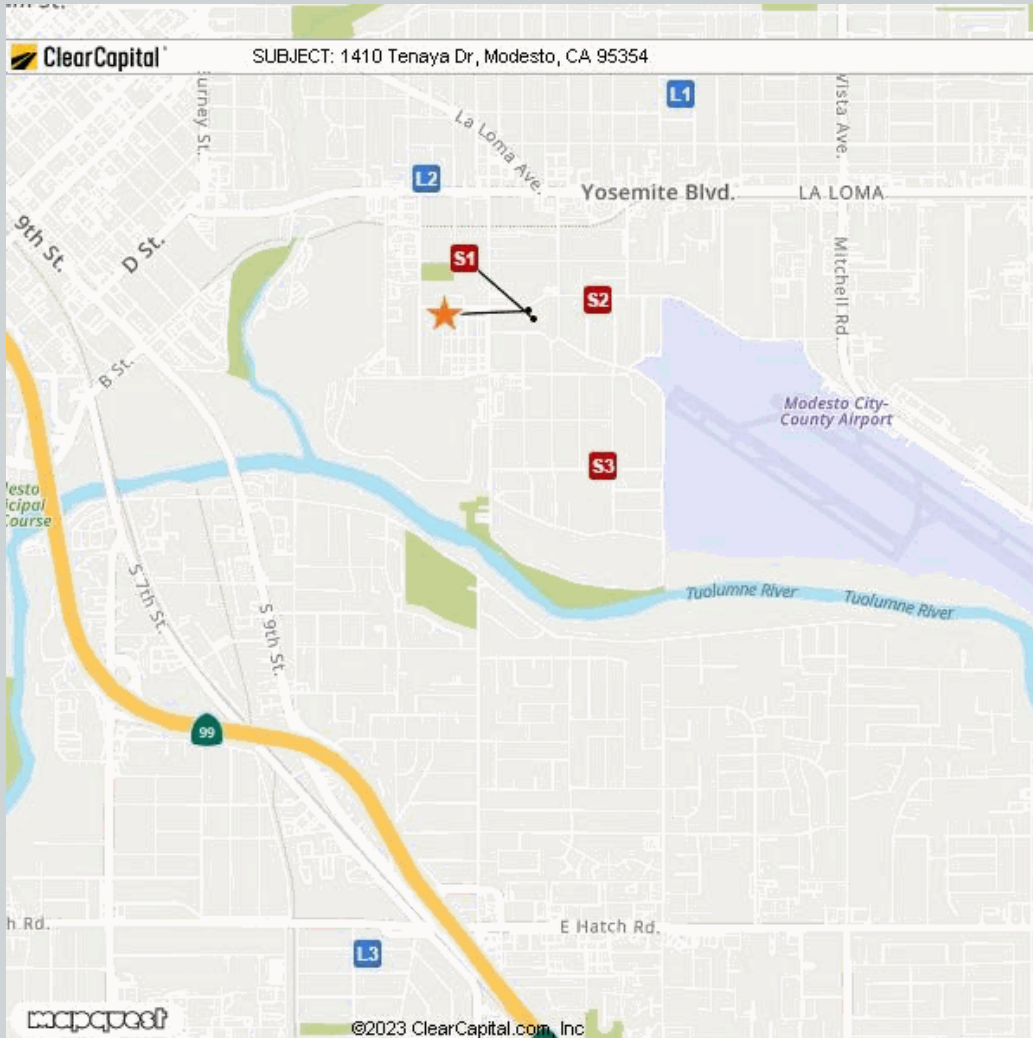 ClearCapital
SUBJECT: 1410 Tenaya Dr, Modesto, CA 95354
L1
La Loma Ave.
Vista Ave.
L2
Yosemite Blvd.
LA LOMA
9th St.
D St.
S1
Mitchell Rd.
S2
B St.
Modesto City-
County Airport
S3
Course
S 7th St.
S 9th St.
Tuolumne River
Tuolumne River
99
E Hatch Rd.
L3
mapquest
©2023 ClearCapital.com, Inc